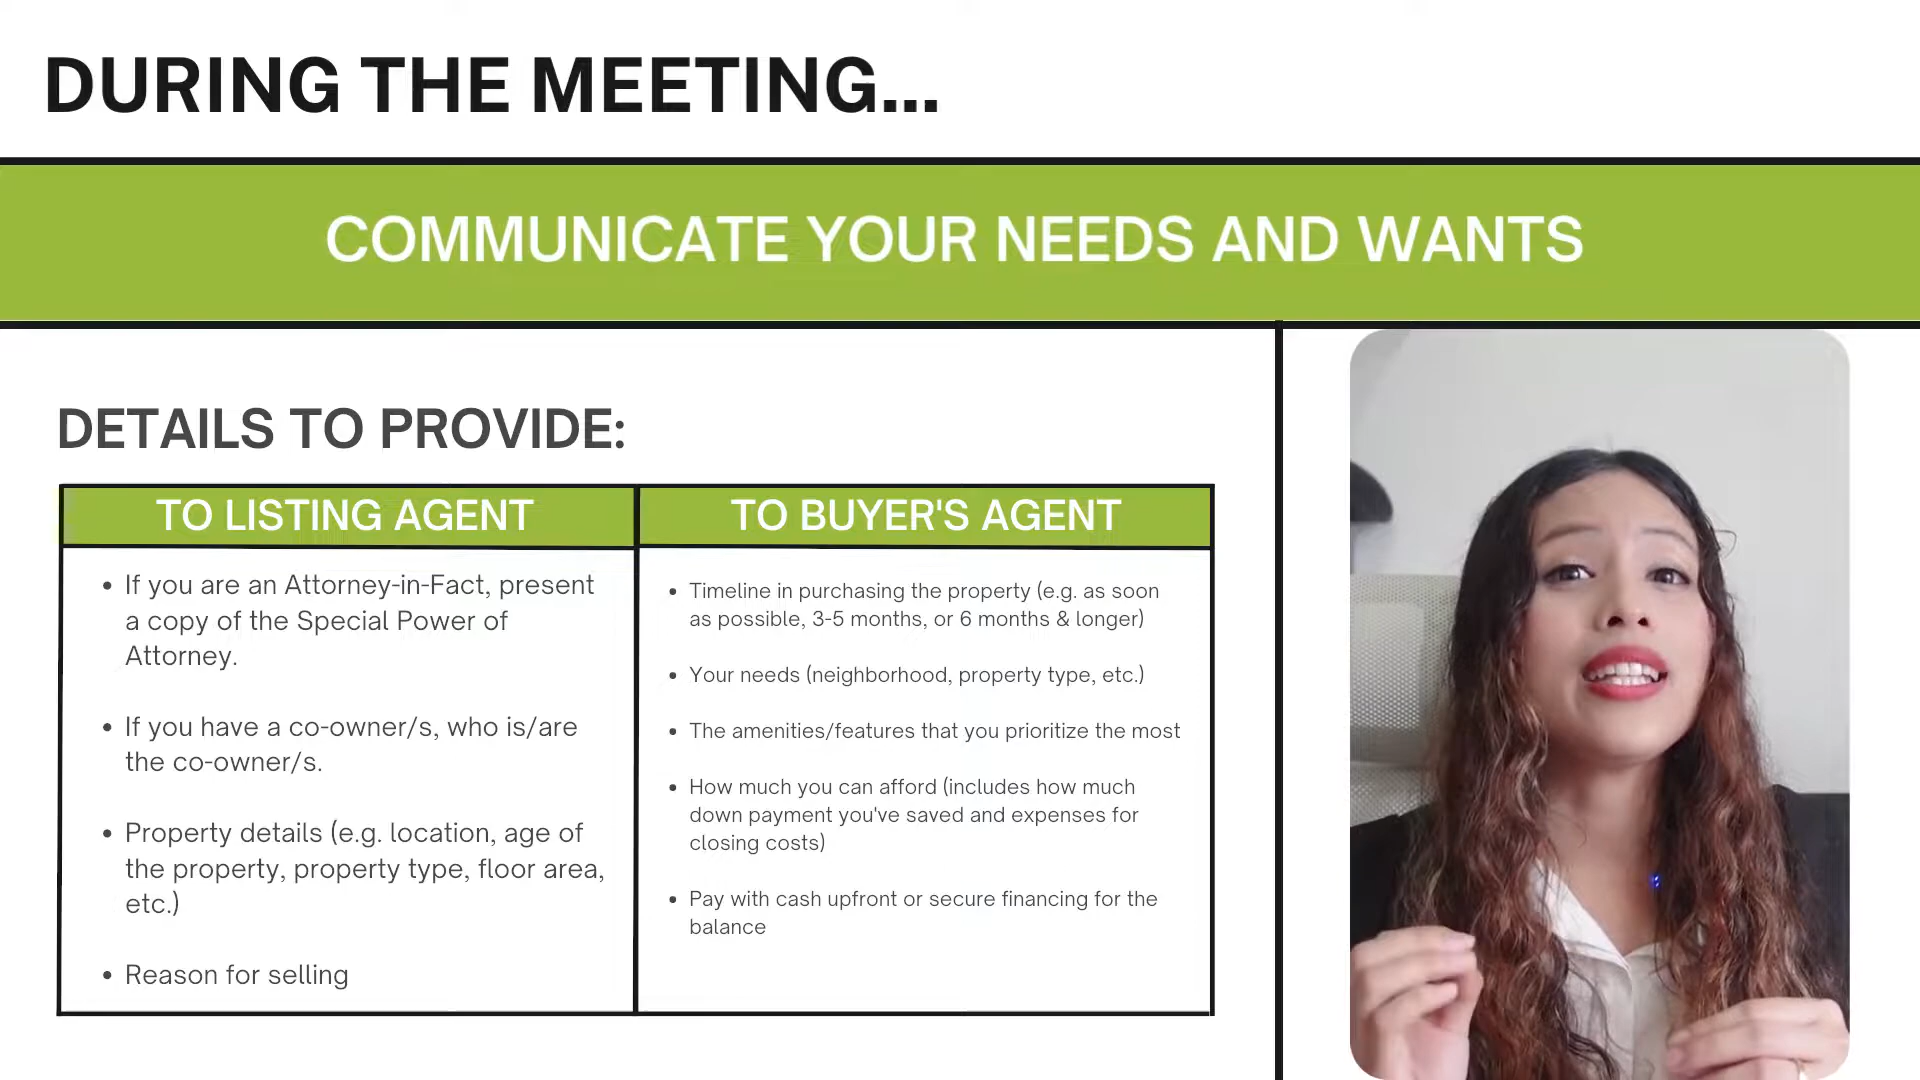 DURING THE MEETING...
COMMUNICATE YOUR NEEDS AND WANTS
DETAILS TO PROVIDE:
TO LISTING AGENT
• If you are an Attorney-in-Fact, present
a copy of the Special Power of
Attorney.
• If you have a co-owner/s, who is/are
the co-owner/s.
• Property details (e.g. location, age of
the property, property type, floor area,
etc.)
• Reason for selling
TO BUYER'S AGENT
• Timeline in purchasing the property (e.g. as soon
as possible, 3-5 months, or 6 months & longer)
• Your needs (neighborhood, property type, etc.)
• The amenities/features that you prioritize the most
• How much you can afford (includes how much
down payment you've saved and expenses for
closing costs)
• Pay with cash upfront or secure financing for the
balance